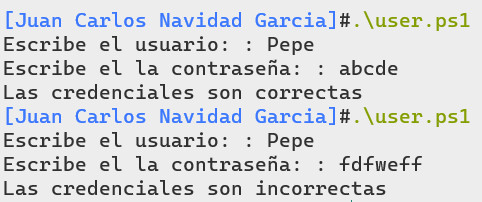 [Juan Carlos Navidad Garcia]#.\user.ps1
Escribe el usuario: : Pepe
Escribe el la contraseña: : abcde
Las credenciales son correctas
[Juan Carlos Navidad Garcia]#.\user.ps1
Escribe el usuario: : Pepe
Escribe el la contraseña: : fdfweff
Las credenciales son incorrectas